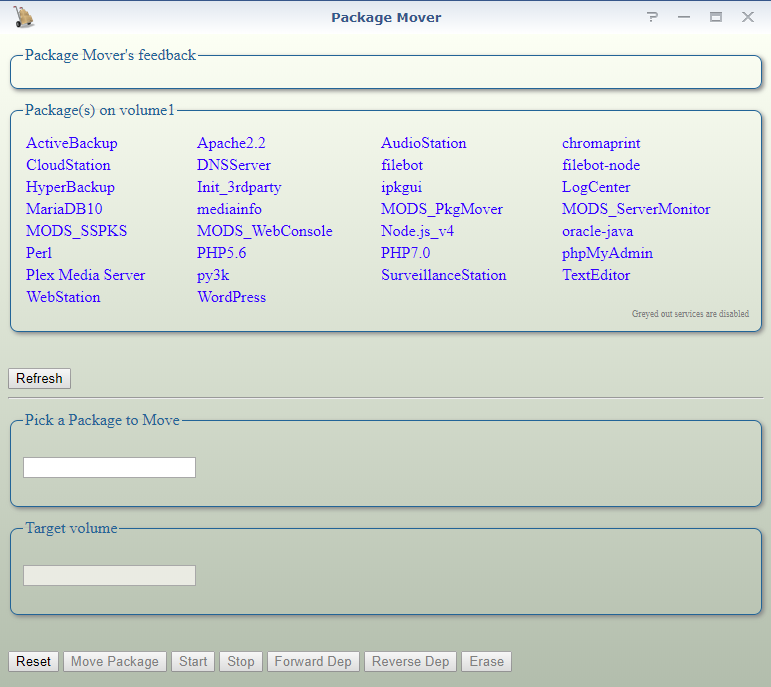 Package Mover
Package Mover's feedback
Package(s) on volume1
ActiveBackup Apache2.2 AudioStation chromaprint
CloudStation DNSServer filebot filebot-node
HyperBackup Init_3rdparty ipkgui LogCenter
MariaDB10 mediainfo MODS_PkgMover MODS_ServerMonitor
MODS_SSPKS MODS_WebConsole Node.js_v4 oracle-java
Perl PHP5.6 PHP7.0 phpMyAdmin
Plex Media Server py3k SurveillanceStation TextEditor
WebStation WordPress
Greyed out services are disabled
Refresh
Pick a Package to Move
Target volume
Reset Move Package Start Stop Forward Dep Reverse Dep Erase